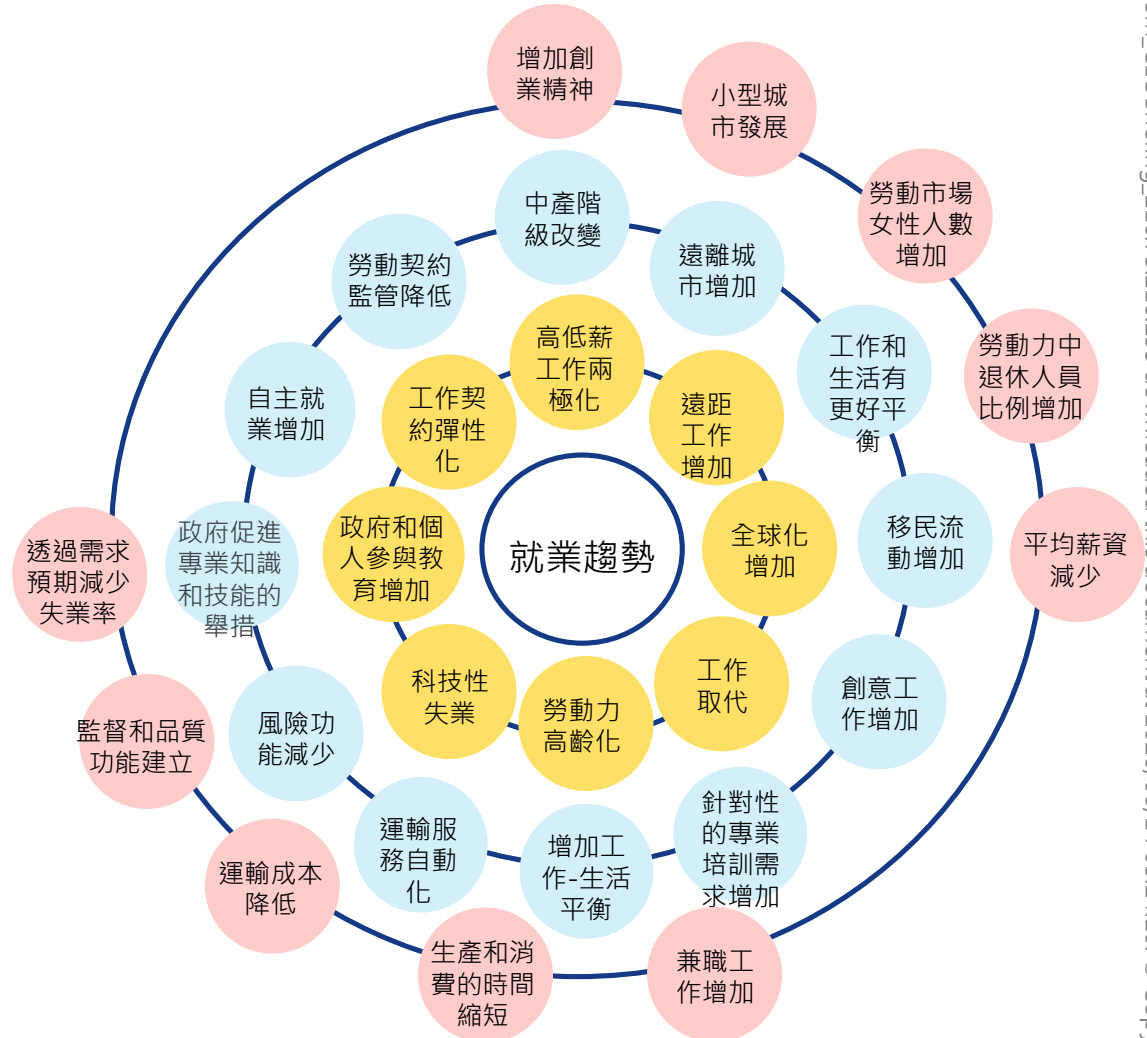 增加創
業精神
小型城
市發展
勞動市場
女性人數
增加
勞動力中
退休人員
比例增加
平均薪資
減少
兼職工
作增加
生產和消
費的時間
縮短
運輸成本
降低
監督和品質
功能建立
透過需求
預期減少
失業率
中產階
級改變
遠離城
市增加
工作和
生活有
更好平
衡
移民流
動增加
創意工
作增加
針對性
的專業
培訓需
求增加
增加工
作-生活
平衡
運輸服
務自動
化
風險功
能減少
政府促進
專業知識
和技能的
舉措
自主就
業增加
勞動契約
監管降低
高低薪
工作兩
極化
遠距
工作
增加
全球化
增加
工作
取代
勞動力
高齡化
科技性
失業
政府和個
人參與教
育增加
工作契
約彈性
化
就業趨勢